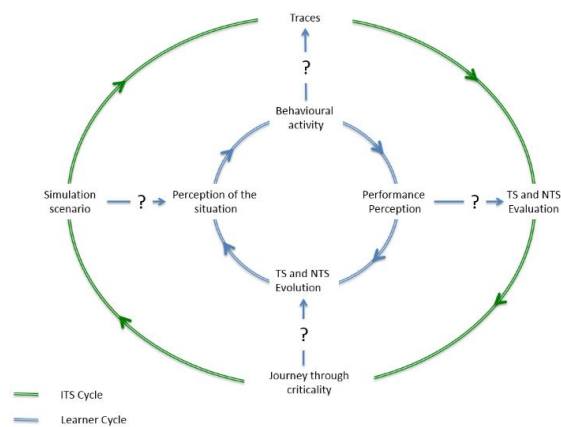 Traces
?
Behavioural
activity
Simulation
scenario
?
Perception of the
situation
Performance
Perception
?
TS and NTS
Evaluation
TS and NTS
Evolution
?
Journey through
criticality
ITS Cycle
Learner Cycle